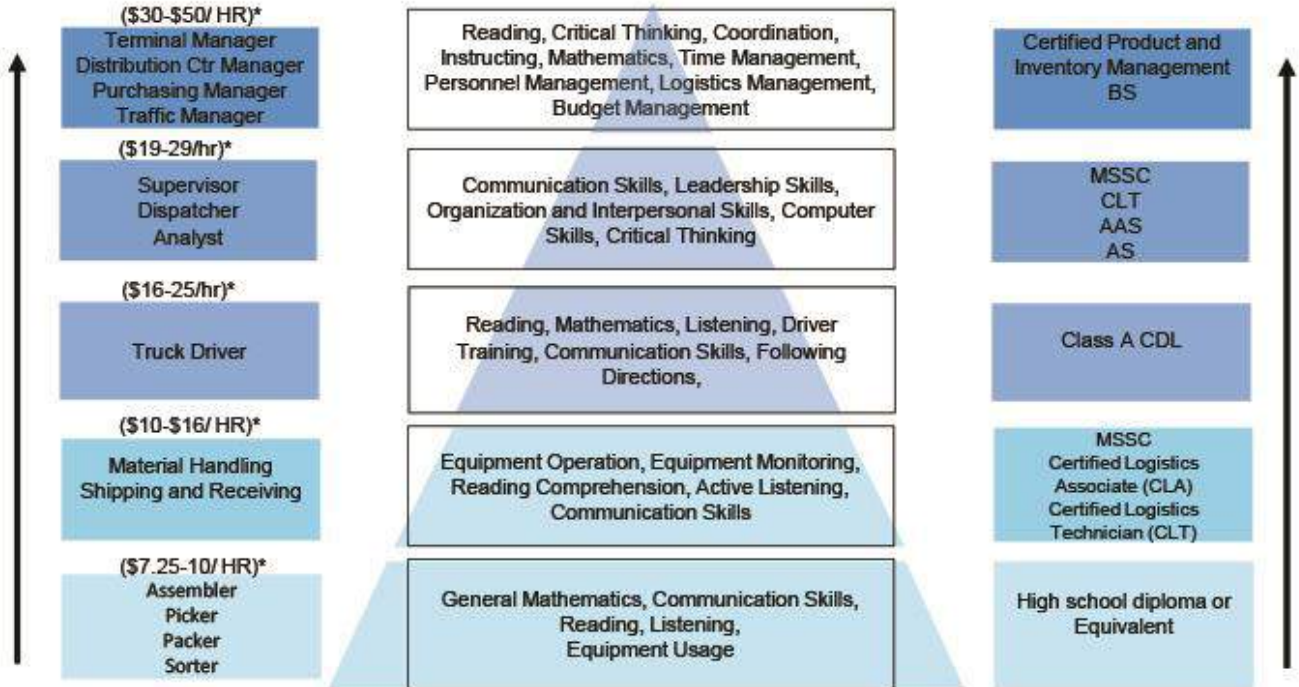 ($30-$50/ HR)*
Terminal Manager
Distribution Ctr Manager
Purchasing Manager
Traffic Manager
Reading, Critical Thinking, Coordination,
Instructing, Mathematics, Time Management,
Personnel Management, Logistics Management,
Budget Management
Certified Product and
Inventory Management
BS
($19-29/hr)*
Supervisor
Dispatcher
Analyst
Communication Skills, Leadership Skills,
Organization and Interpersonal Skills, Computer
Skills, Critical Thinking
MSSC
CLT
AAS
AS
($16-25/hr)*
Truck Driver
Reading, Mathematics, Listening, Driver
Training, Communication Skills, Following
Directions,
Class A CDL
($10-$16/ HR)*
Material Handling
Shipping and Receiving
Equipment Operation, Equipment Monitoring,
Reading Comprehension, Active Listening,
Communication Skills
MSSC
Certified Logistics
Associate (CLA)
Certified Logistics
Technician (CLT)
($7.25-10/ HR)*
Assembler
Picker
Packer
Sorter
General Mathematics, Communication Skills,
Reading, Listening,
Equipment Usage
High school diploma or
Equivalent